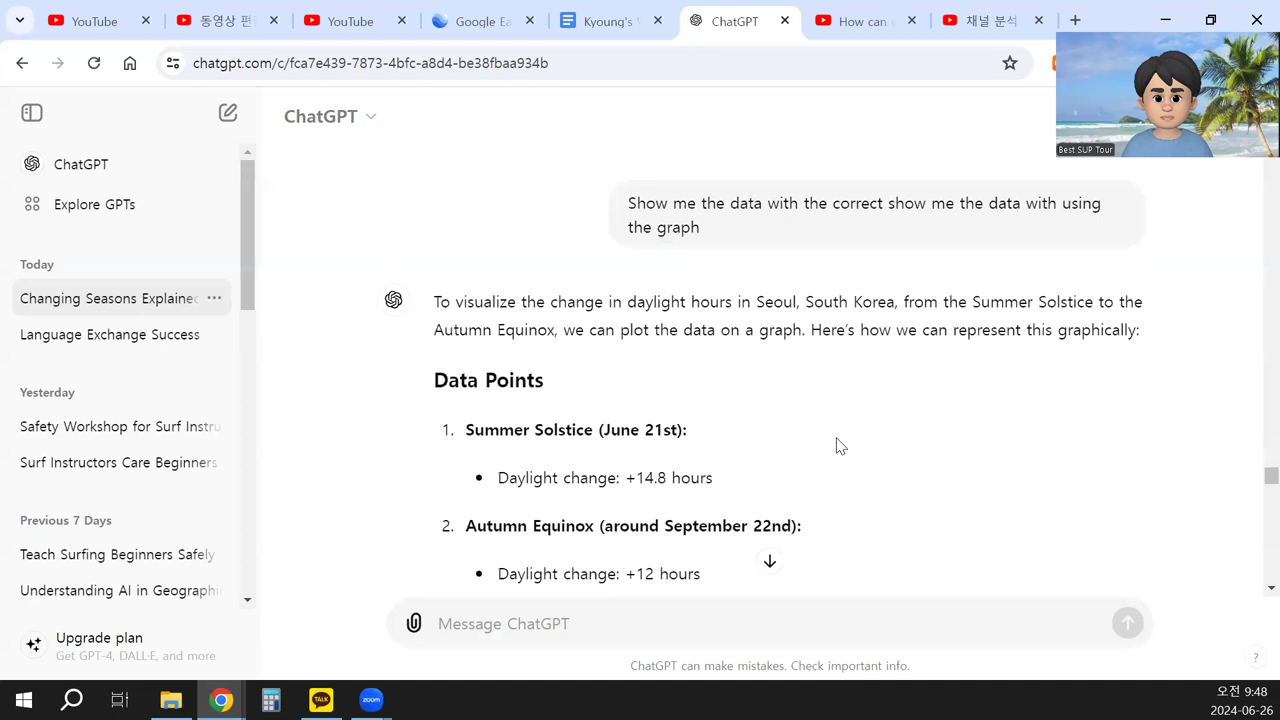 YouTube
동영상 편
YouTube
Google Ea
Kyoung's
ChatGPT
How can
채널 분석
chatgpt.com/c/fca7e439-7873-4bfc-a8d4-be38fbaa934b
Best SUP Tour
ChatGPT
ChatGPT
Explore GPTs
Today
Changing Seasons Explained
Language Exchange Success
Yesterday
Safety Workshop for Surf Instru
Surf Instructors Care Beginners
Previous 7 Days
Teach Surfing Beginners Safely
Understanding AI in Geographi
Upgrade plan
Get GPT-4, DALL·E, and more
Show me the data with the correct show me the data with using
the graph
To visualize the change in daylight hours in Seoul, South Korea, from the Summer Solstice to the
Autumn Equinox, we can plot the data on a graph. Here's how we can represent this graphically:
Data Points
1. Summer Solstice (June 21st):
• Daylight change: +14.8 hours
2. Autumn Equinox (around September 22nd):
• Daylight change: +12 hours
Message ChatGPT
ChatGPT can make mistakes. Check important info.
?
TALK
zoom
오전 9:48
2024-06-26